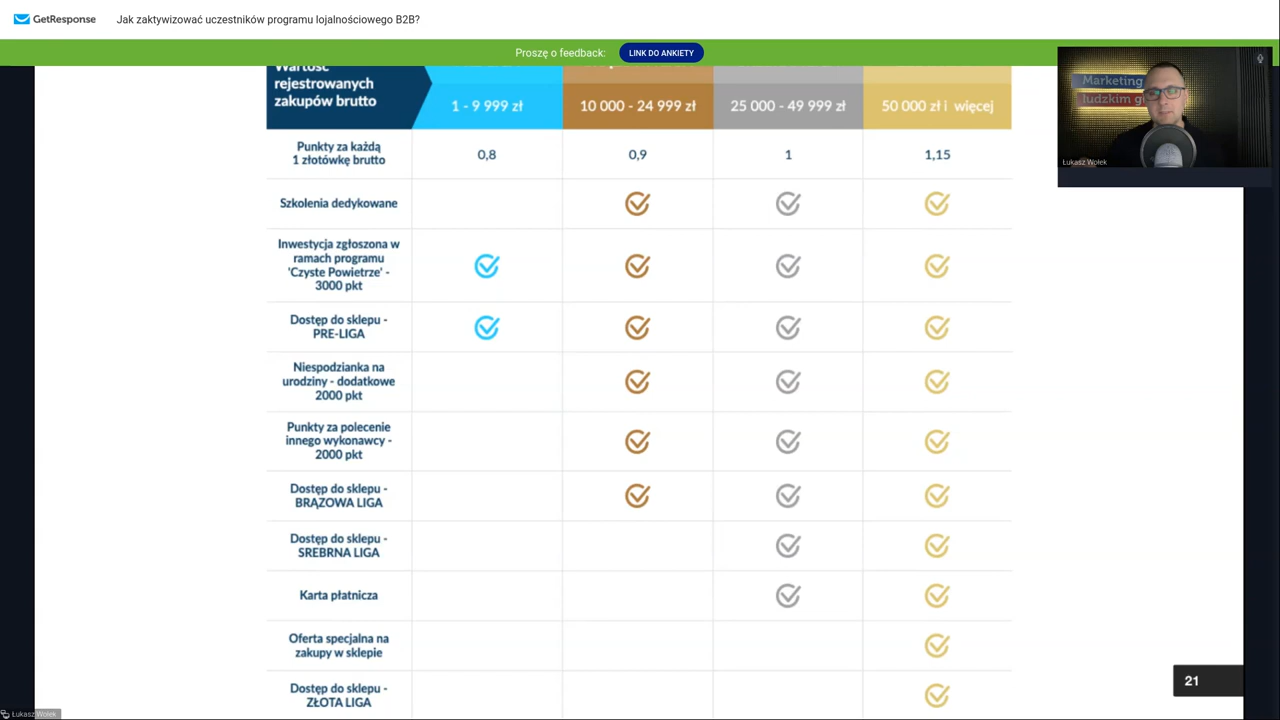 GetResponse
Jak zaktywizować uczestników programu lojalnościowego B2B?
Proszę o feedback:
LINK DO ANKIETY
Wartość
rejestrowanych
zakupów brutto
1 - 9 999 zł
10 000 - 24 999 zł
25 000 - 49 999 zł
50 000 zł i więcej
Punkty za każdą
1 złotówkę brutto
0,8
0,9
1
1,15
Szkolenia dedykowane
Inwestycja zgłoszona w
ramach programu
'Czyste Powietrze' -
3000 pkt
Dostęp do sklepu -
PRE-LIGA
Niespodzianka na
urodziny - dodatkowe
2000 pkt
Punkty za polecenie
innego wykonawcy -
2000 pkt
Dostęp do sklepu -
BRĄZOWA LIGA
Dostęp do sklepu -
SREBRNA LIGA
Karta płatnicza
Oferta specjalna na
zakupy w sklepie
Dostęp do sklepu -
ZŁOTA LIGA
Marketing
ludzkim
Łukasz Wołek
21
Łukasz Wołek